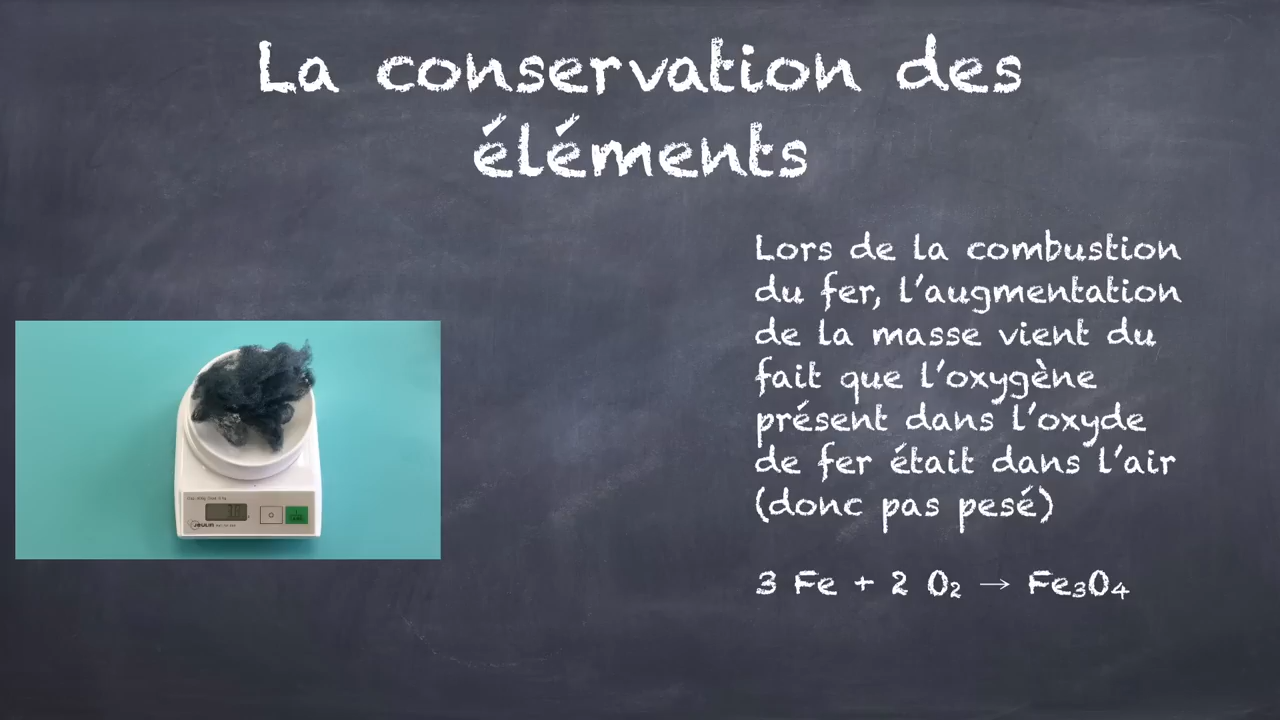 La conservation des
éléments
Lors de la combustion
du fer, l'augmentation
de la masse vient du
fait que l'oxygène
présent dans l'oxyde
de fer était dans l'air
(donc pas pesé)
3 Fe + 2 O₂ → Fe₃O₄
JEULIN